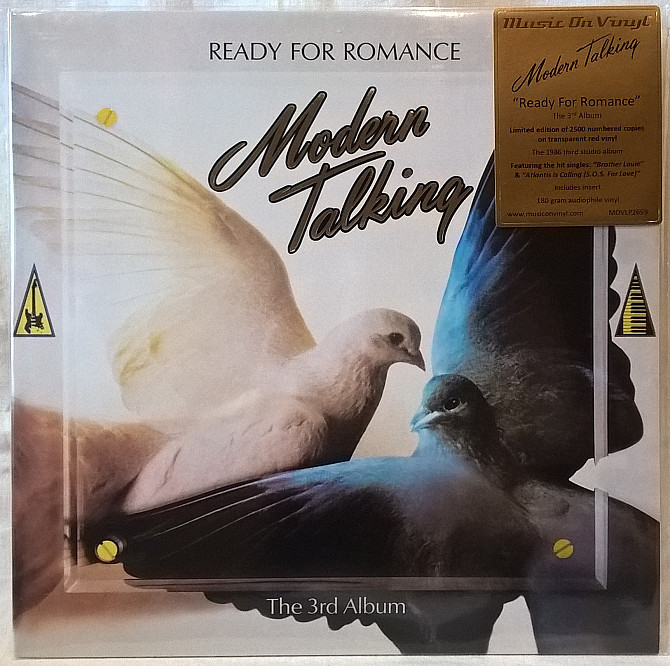 READY FOR ROMANCE
Modern
Talking
The 3rd Album
Music On Vinyl
Modern Talking
"Ready For Romance"
The 3rd Album
Limited edition of 2500 numbered copies
on transparent red vinyl
The 1986 third studio album
Featuring the hit singles: "Brother Louie"
& "Atlantis Is Calling (S.O.S. For Love)"
Includes insert
180 gram audiophile vinyl
www.musiconvinyl.com MOVLP2659